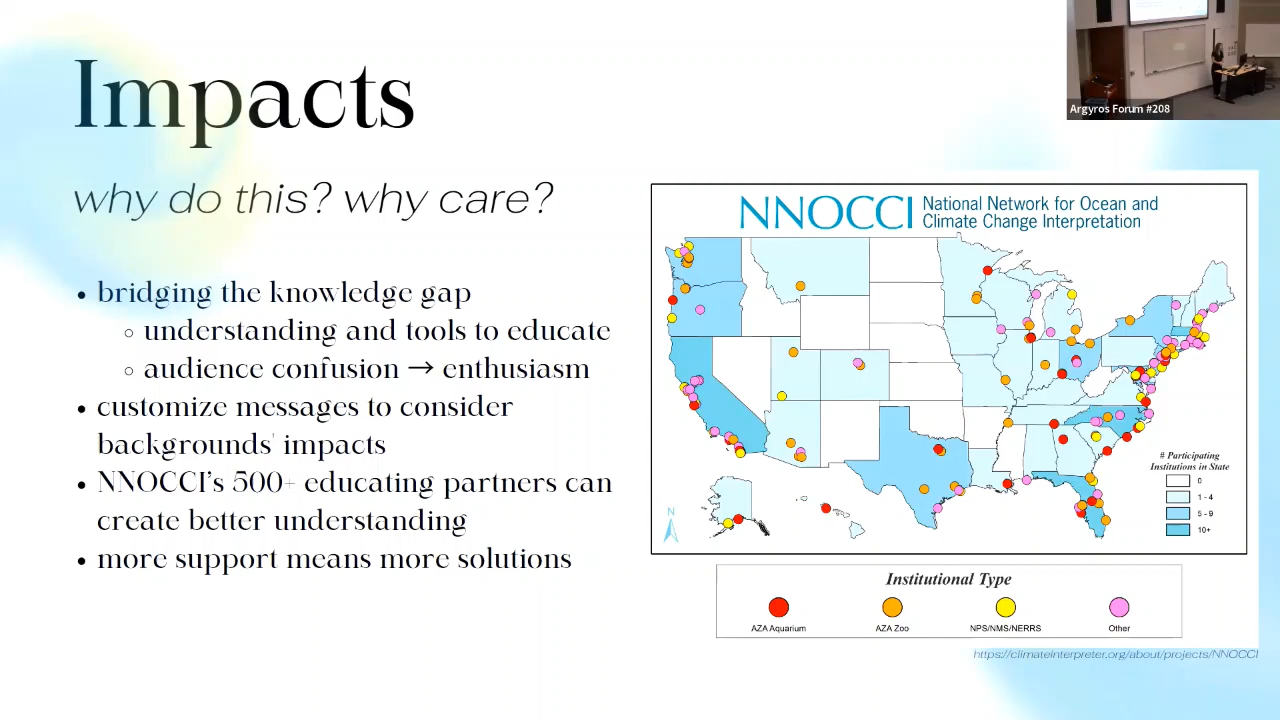 Impacts
Argyros Forum #208
why do this? why care?
• bridging the knowledge gap
◦ understanding and tools to educate
◦ audience confusion → enthusiasm
• customize messages to consider
backgrounds' impacts
• NNOCCI's 500+ educating partners can
create better understanding
• more support means more solutions
NNOCCI National Network for Ocean and
Climate Change Interpretation
# Participating
Institutions in State
0
1 - 4
5 - 9
10+
N
Institutional Type
AZA Aquarium
AZA Zoo
NPS/NMS/NERRS
Other
https://climateinterpreter.org/about/projects/NNOCCI